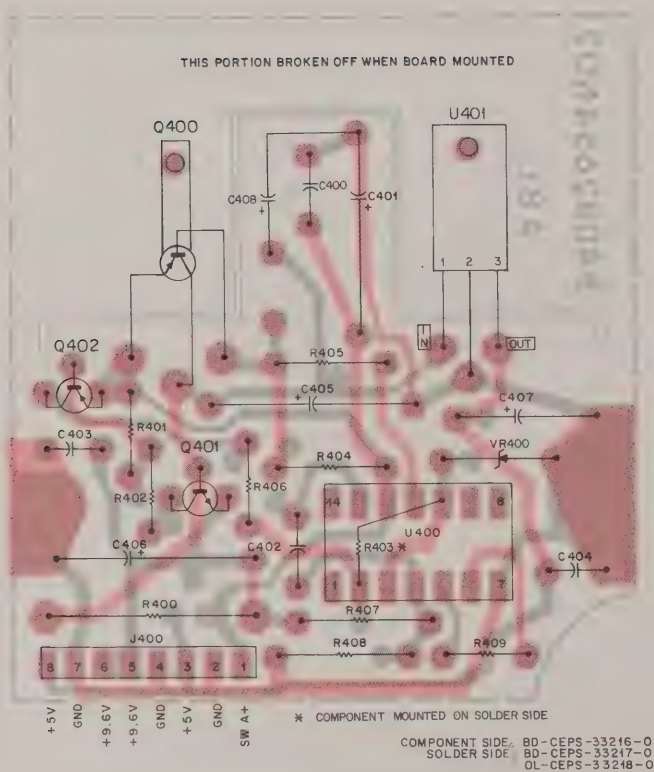 THIS PORTION BROKEN OFF WHEN BOARD MOUNTED
Q400
U401
C408
+
C400
C401
+
1 2 3
IN
OUT
Q402
R405
C405
+
C407
+
R401
C403
Q401
R404
VR400
R402
R406
14
8
U400
C406
+
C402
R403 *
C404
1
7
R400
R407
J400
R408
R409
8 7 6 5 4 3 2 1
+5V
GND
+9.6V
+9.6V
GND
+5V
GND
SW A+
* COMPONENT MOUNTED ON SOLDER SIDE
COMPONENT SIDE: BD-CEPS-33216-0
SOLDER SIDE: BD-CEPS-33217-0
OL-CEPS-33218-0